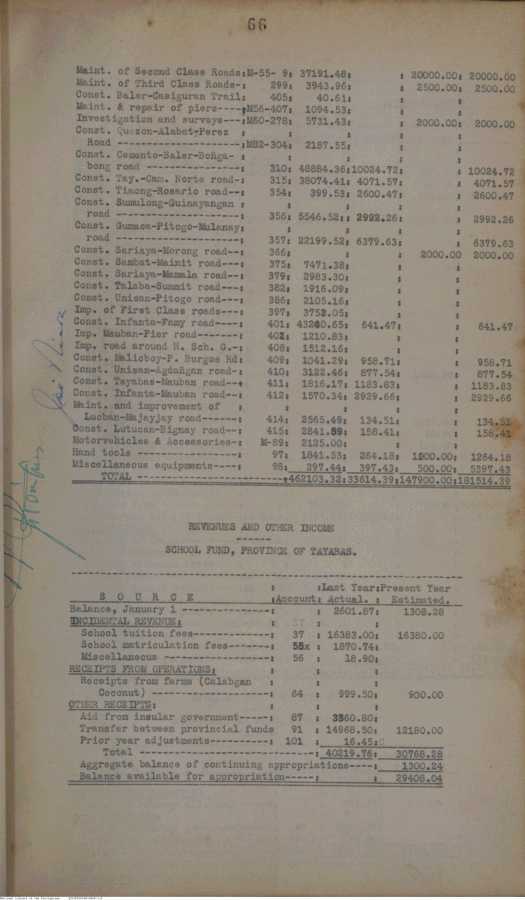 66
Maint. of Second Class Roads:M-55- 9: 37191.48: : 20000.00: 20000.00
Maint. of Third Class Roads-: 299: 3943.96: : 2500.00: 2500.00
Const. Baler-Casiguran Trail: 405: 40.61: : :
Maint. & repair of piers----:M56-407: 1094.53: : :
Investigation and surveys---:M60-278: 5731.43: : 2000.00: 2000.00
Const. Quezon-Alabat-Perez : : : : :
Road -------------------:M82-304: 2187.55: : :
Const. Cemento-Baler-Bonga- : : : : :
bong road ----------------: 310: 48884.36:10024.72: : 10024.72
Const. Tay.-Cam. Norte road-: 315: 38074.41: 4071.57: : 4071.57
Const. Tiaong-Rosario road--: 354: 399.53: 2600.47: : 2600.47
Const. Sumulong-Guinayangan : : : : :
road --------------------: 356: 5546.52:: 2992.26: : 2992.26
Const. Gumaca-Pitogo-Mulanay: : : : :
road --------------------: 357: 22199.52: 6379.63: : 6379.63
Const. Sariaya-Morong road--: 366: : : 2000.00 2000.00
Const. Sambat-Mainit road---: 375: 7471.38: : :
Const. Sariaya-Mamala road--: 379: 2983.30: : :
Const. Talaba-Summit road---: 382: 1916.09: : :
Const. Unisan-Pitogo road---: 386: 2105.16: : :
Imp. of First Class roads---: 397: 3752.05: : :
Const. Infanta-Famy road----: 401: 43200.65: 641.47: : 641.47
Imp. Mauban-Pier road-------: 402: 1210.83: : :
Imp. road around N. Sch. G.-: 408: 1512.16: : :
Const. Malicboy-P. Burgos Rd: 409: 1041.29: 958.71: : 958.71
Const. Unisan-Agdangan road-: 410: 3122.46: 877.54: : 877.54
Const. Tayabas-Mauban road--: 411: 1816.17: 1183.83: : 1183.83
Const. Infanta-Mauban road--: 412: 1570.34: 2929.66: : 2929.66
Maint. and improvement of : : : : :
Lucban-Majayjay road------: 414: 2565.49: 134.51: : 134.51
Const. Lutucan-Bignay road--: 415: 2841.59: 158.41: : 158.41
Motorvehicles & Accessories-: M-89: 2125.00: : :
Hand tools -----------------: 97: 1841.53: 264.18: 1000.00: 1264.18
Miscellaneous equipments----: 98: 297.44: 397.43: 500.00: 5397.43
TOTAL -------------------:462103.32:33614.39:147900.00:181514.39
REVENUES AND OTHER INCOME
------
SCHOOL FUND, PROVINCE OF TAYABAS.
: :Last Year:Present Year
S O U R C E :Account: Actual. : Estimated.
Balance, January 1 --------------: : 2601.87: 1308.28
INCIDENTAL REVENUE: : : :
School tuition fees------------: 37 : 16383.00: 16380.00
School matriculation fees-------: 55x : 1870.74:
Miscellaneous -----------------: 56 : 18.90:
RECEIPTS FROM OPERATIONS: : : :
Receipts from farms (Calabgan : : :
Coconut) --------------------: 64 : 999.50: 900.00
OTHER RECEIPTS: : : :
Aid from insular government-----: 87 : 3360.80:
Transfer between provincial funds 91 : 14968.50: 12180.00
Prior year adjustments----------: 101 : 16.45:
Total ---------------------------: 40219.76: 30768.28
Aggregate balance of continuing appropriations----: 1300.24
Balance available for appropriation-----: : 29408.04